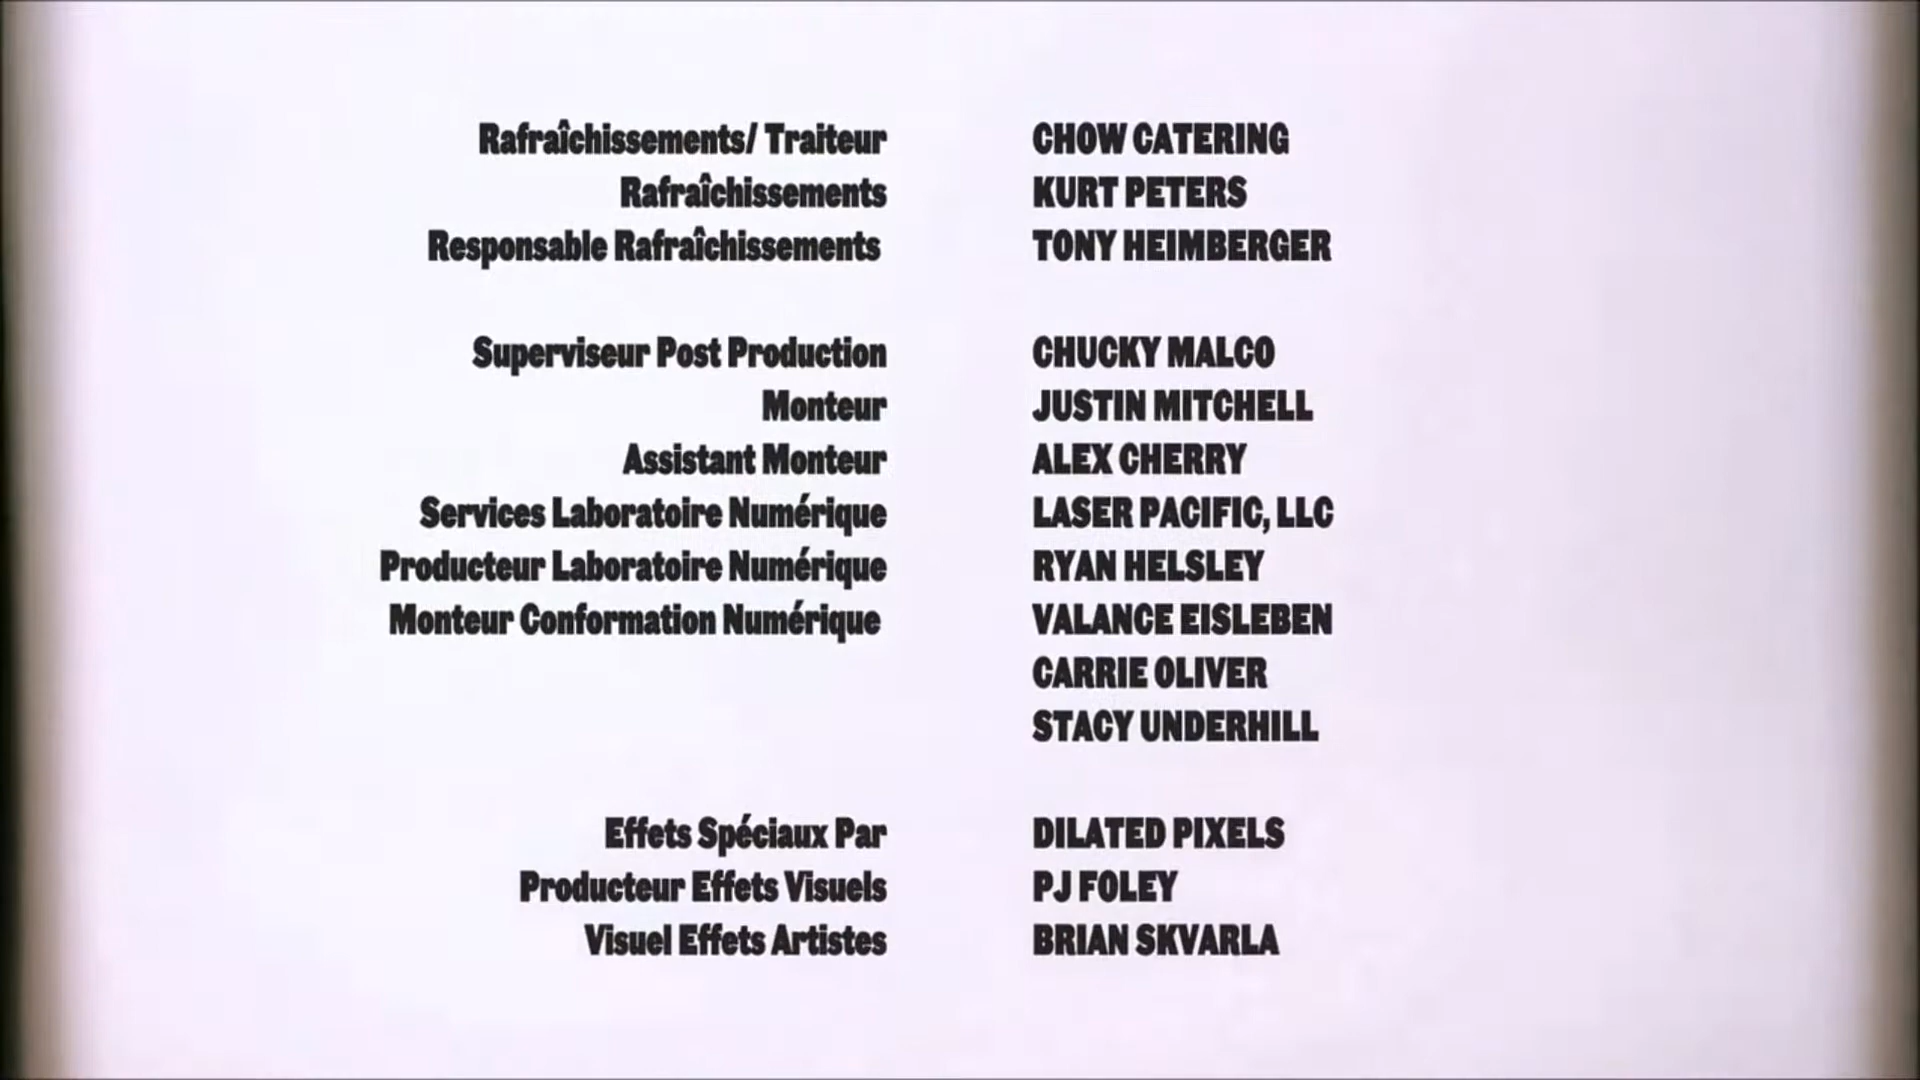 Rafraîchissements/ Traiteur CHOW CATERING
Rafraîchissements KURT PETERS
Responsable Rafraîchissements TONY HEIMBERGER
Superviseur Post Production CHUCKY MALCO
Monteur JUSTIN MITCHELL
Assistant Monteur ALEX CHERRY
Services Laboratoire Numérique LASER PACIFIC, LLC
Producteur Laboratoire Numérique RYAN HELSLEY
Monteur Conformation Numérique VALANCE EISLEBEN
CARRIE OLIVER
STACY UNDERHILL
Effets Spéciaux Par DILATED PIXELS
Producteur Effets Visuels PJ FOLEY
Visuel Effets Artistes BRIAN SKVARLA